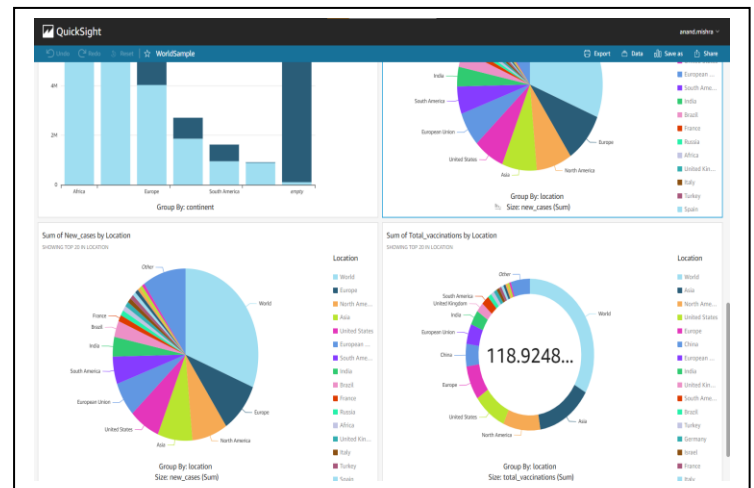 QuickSight
anand.mishra
Undo Redo Reset WorldSample Export Data Save as Share
4M
2M
0
Africa Europe South America empty
Group By: continent
India
South America
European Union
United States
Asia
North America
Europe
Group By: location
Size: new_cases (Sum)
European ...
South Ame...
India
Brazil
France
Russia
Africa
United Kin...
Italy
Turkey
Spain
Sum of New_cases by Location
SHOWING TOP 20 IN LOCATION
Other
World
France
Brazil
India
South America
European Union
United States
Asia
North America
Europe
Group By: location
Size: new_cases (Sum)
Location
World
Europe
North Ame...
Asia
United States
European ...
South Ame...
India
Brazil
France
Russia
Africa
United Kin...
Italy
Turkey
Spain
Sum of Total_vaccinations by Location
SHOWING TOP 20 IN LOCATION
Other
South America
United Kingdom
India
European Union
China
Europe
United States
North America
Asia
World
118.9248...
Group By: location
Size: total_vaccinations (Sum)
Location
World
Asia
North Ame...
United States
Europe
China
European ...
India
United Kin...
South Ame...
Brazil
Turkey
Germany
Israel
France
Italy